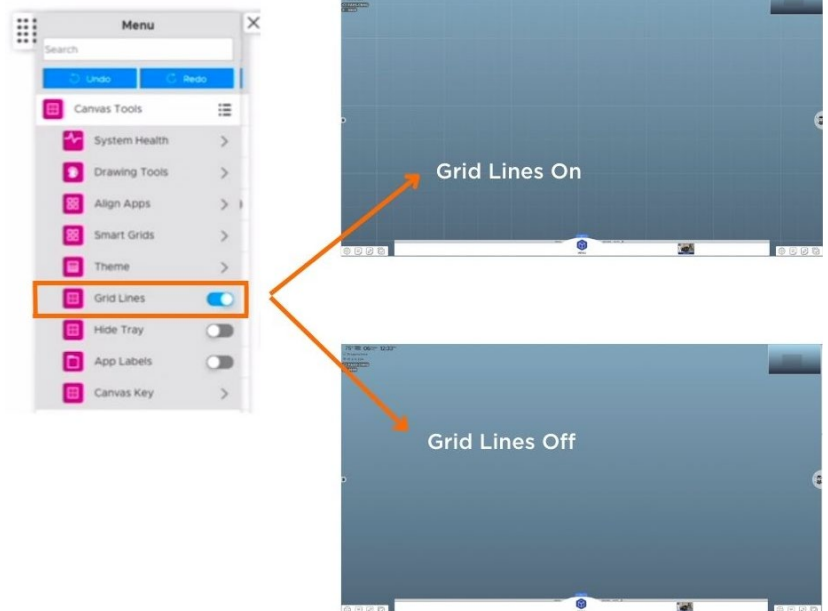 Menu
Search
Undo
Redo
Canvas Tools
System Health
Drawing Tools
Align Apps
Smart Grids
Theme
Grid Lines
Hide Tray
App Labels
Canvas Key
Grid Lines On
Grid Lines Off